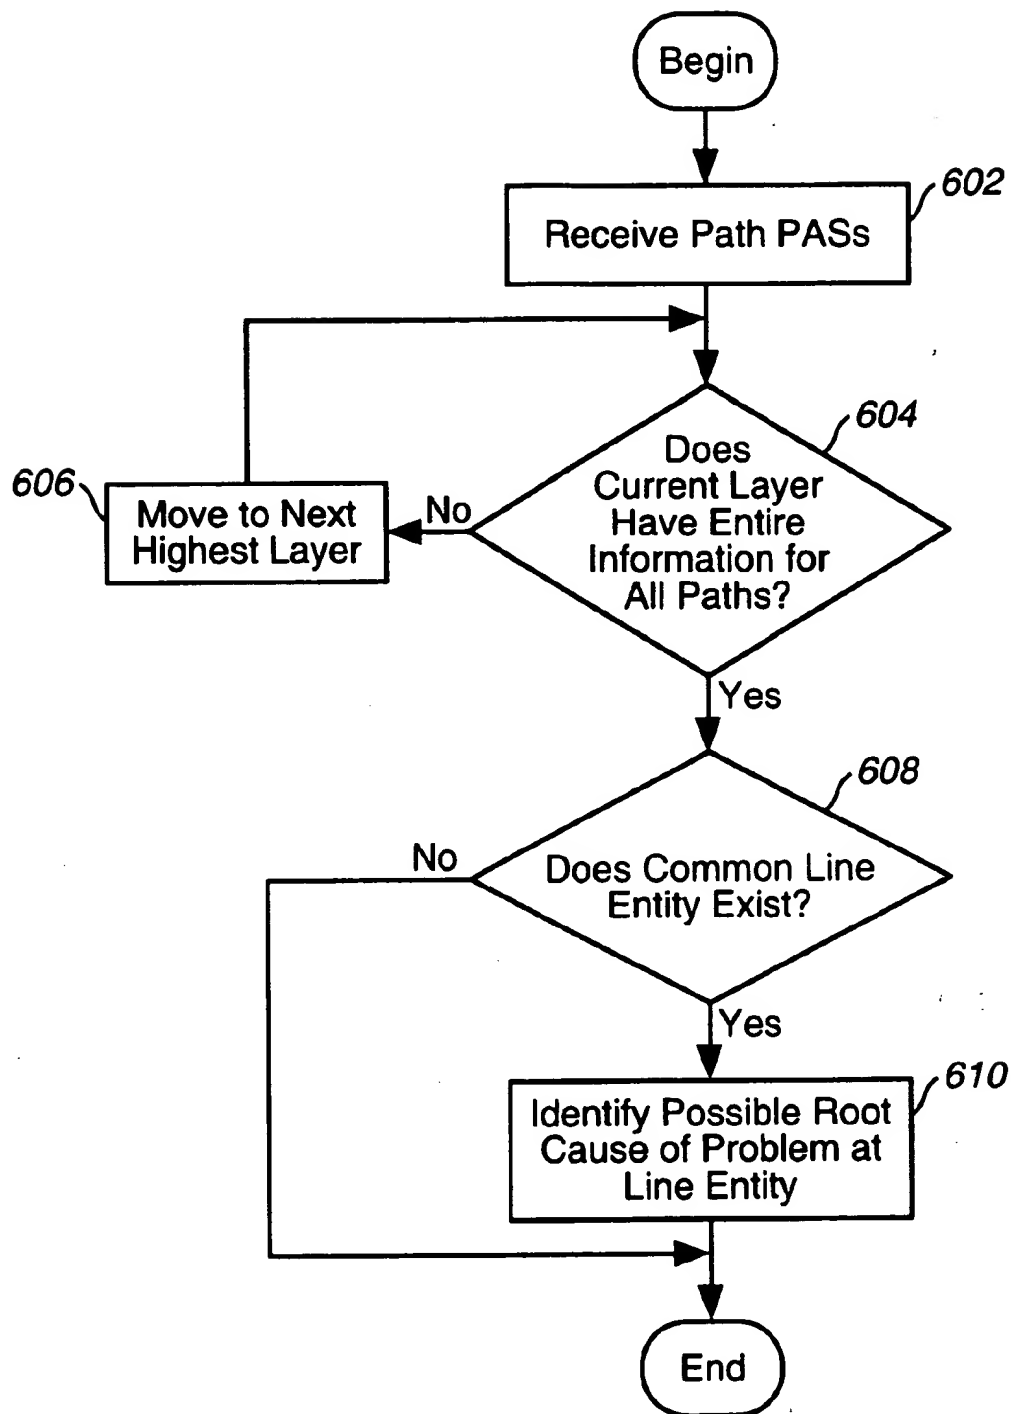 Begin
602
Receive Path PASs
604
Does
Current Layer
Have Entire
Information for
All Paths?
606
Move to Next
Highest Layer
No
Yes
608
No
Does Common Line
Entity Exist?
Yes
610
Identify Possible Root
Cause of Problem at
Line Entity
End